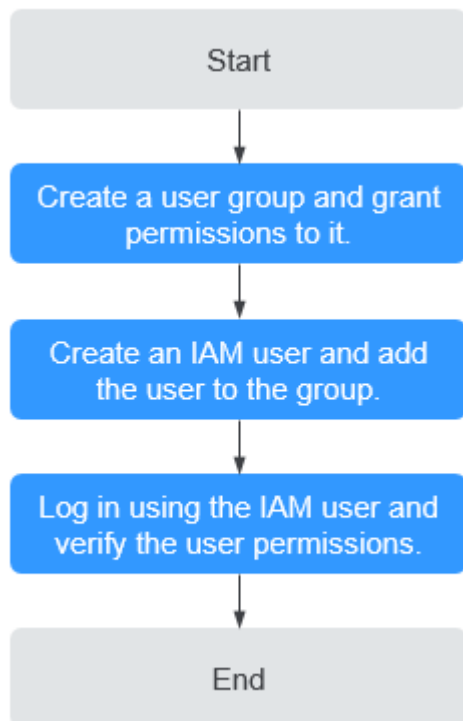 Start
Create a user group and grant
permissions to it.
Create an IAM user and add
the user to the group.
Log in using the IAM user and
verify the user permissions.
End